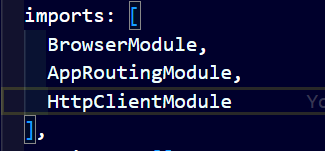 imports: [
BrowserModule,
AppRoutingModule,
HttpClientModule
],